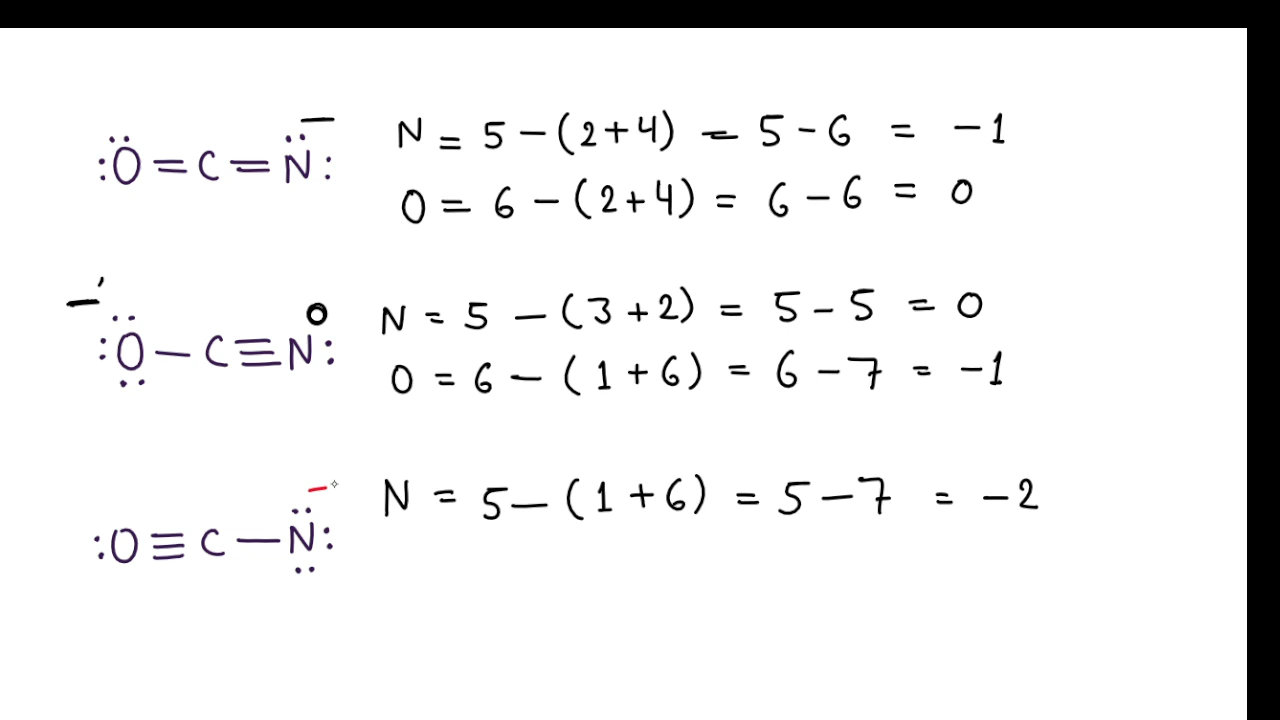 :Ö = C = N̈:⁻ N = 5 – (2+4) = 5 – 6 = –1
O = 6 – (2+4) = 6 – 6 = 0
–1 :Ö̤ – C ≡ N: 0 N = 5 – (3+2) = 5 – 5 = 0
O = 6 – (1+6) = 6 – 7 = –1
:O ≡ C – N̤̈: – N = 5 – (1+6) = 5 – 7 = –2